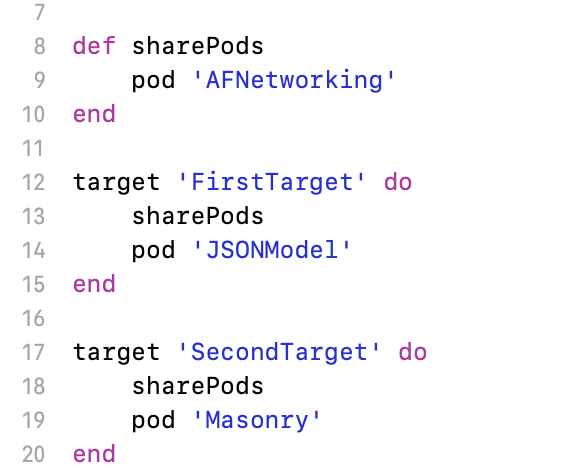 7
8 def sharePods
9     pod 'AFNetworking'
10 end
11
12 target 'FirstTarget' do
13     sharePods
14     pod 'JSONModel'
15 end
16
17 target 'SecondTarget' do
18     sharePods
19     pod 'Masonry'
20 end